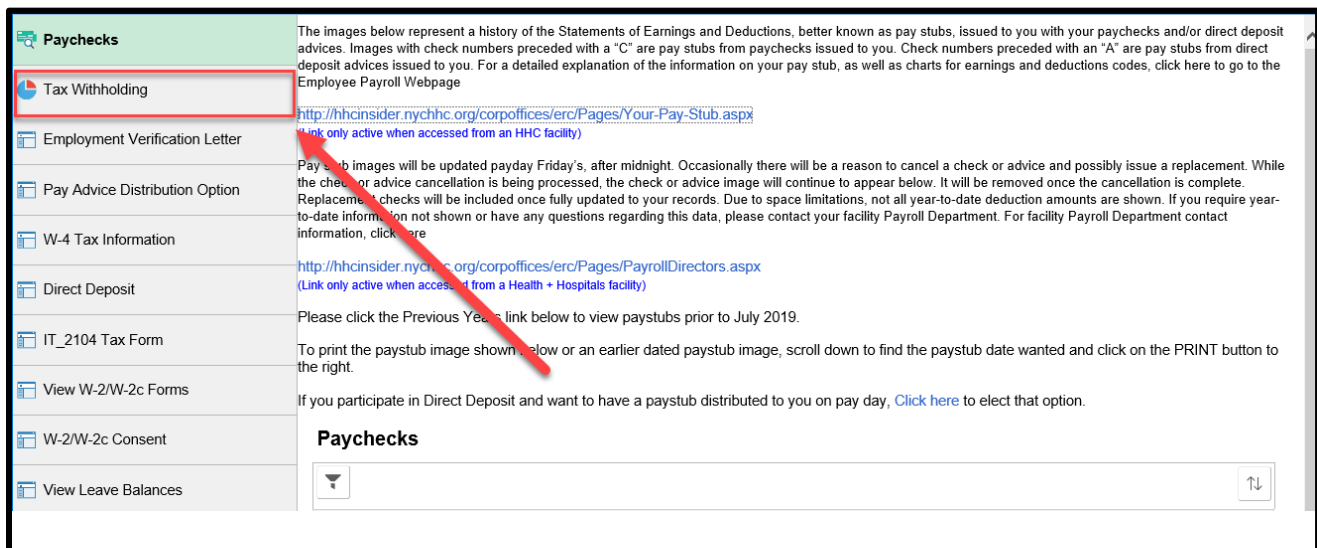 Paychecks
Tax Withholding
Employment Verification Letter
Pay Advice Distribution Option
W-4 Tax Information
Direct Deposit
IT_2104 Tax Form
View W-2/W-2c Forms
W-2/W-2c Consent
View Leave Balances
The images below represent a history of the Statements of Earnings and Deductions, better known as pay stubs, issued to you with your paychecks and/or direct deposit
advices. Images with check numbers preceded with a “C” are pay stubs from paychecks issued to you. Check numbers preceded with an “A” are pay stubs from direct
deposit advices issued to you. For a detailed explanation of the information on your pay stub, as well as charts for earnings and deductions codes, click here to go to the
Employee Payroll Webpage
http://hhcinsider.nychhc.org/corpoffices/erc/Pages/Your-Pay-Stub.aspx
(Link only active when accessed from an HHC facility)
Pay stub images will be updated payday Friday's, after midnight. Occasionally there will be a reason to cancel a check or advice and possibly issue a replacement. While
the check or advice cancellation is being processed, the check or advice image will continue to appear below. It will be removed once the cancellation is complete.
Replacement checks will be included once fully updated to your records. Due to space limitations, not all year-to-date deduction amounts are shown. If you require year-
to-date information not shown or have any questions regarding this data, please contact your facility Payroll Department. For facility Payroll Department contact
information, click here
http://hhcinsider.nychhc.org/corpoffices/erc/Pages/PayrollDirectors.aspx
(Link only active when accessed from a Health + Hospitals facility)
Please click the Previous Years link below to view paystubs prior to July 2019.
To print the paystub image shown below or an earlier dated paystub image, scroll down to find the paystub date wanted and click on the PRINT button to
the right.
If you participate in Direct Deposit and want to have a paystub distributed to you on pay day, Click here to elect that option.
Paychecks